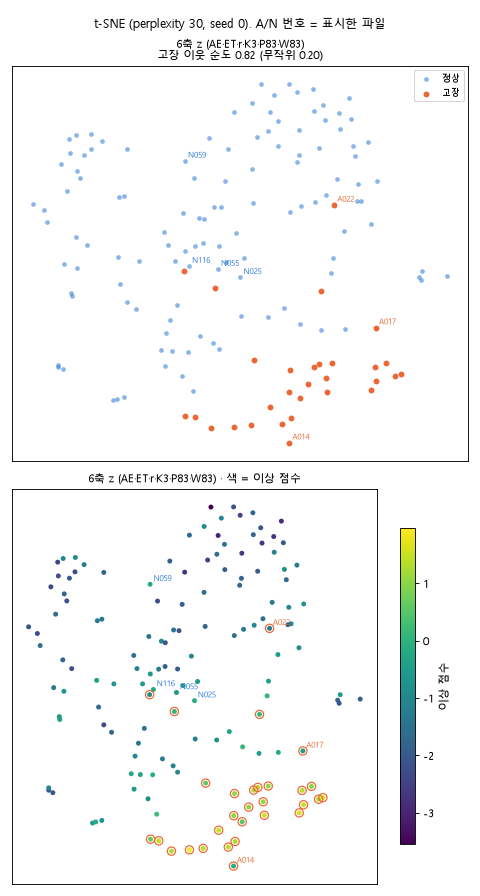 t-SNE (perplexity 30, seed 0). A/N 번호 = 표시한 파일
6축 z (AE·ET·r·K3·P83·W83)
고장 이웃 순도 0.82 (무작위 0.20)
정상
고장
N059
A022
N116
N055
N025
A017
A014
6축 z (AE·ET·r·K3·P83·W83) · 색 = 이상 점수
N059
A022
N116
N055
N025
A017
A014
1
0
-1
-2
-3
이상 점수